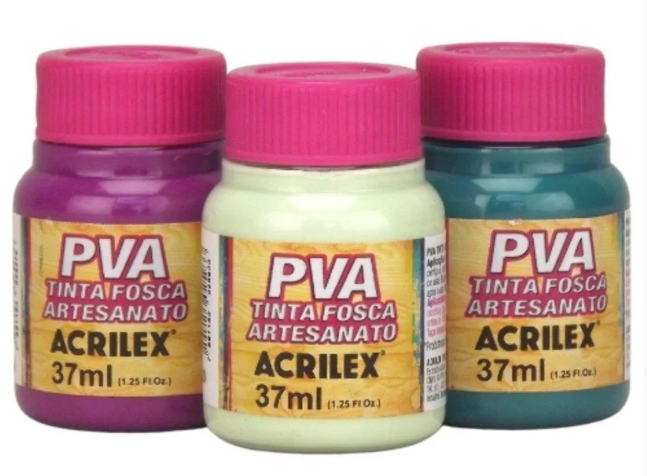 PVA
TINTA FOSCA
ARTESANATO
ACRILEX®
37ml (1.25 Fl.Oz.)
PVA
TINTA FOSCA
ARTESANATO
ACRILEX®
37ml (1.25 Fl.Oz.)
PVA
TINTA FOSCA
ARTESANATO
ACRILEX®
37ml (1.25 Fl.Oz.)